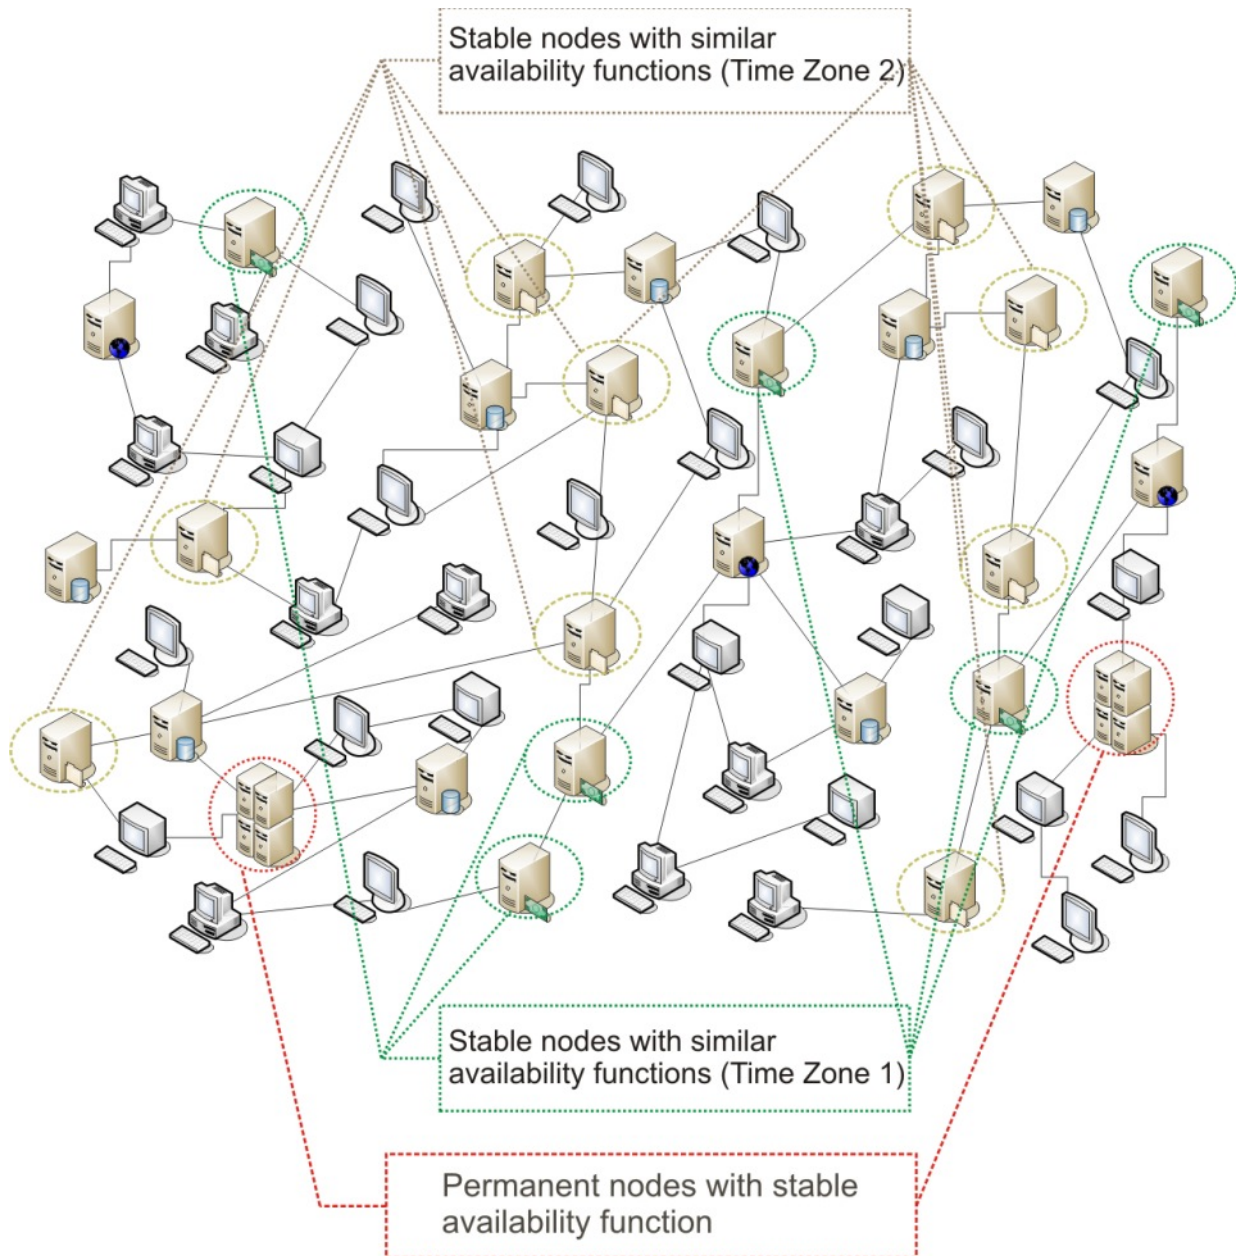 Stable nodes with similar
availability functions (Time Zone 2)
Stable nodes with similar
availability functions (Time Zone 1)
Permanent nodes with stable
availability function